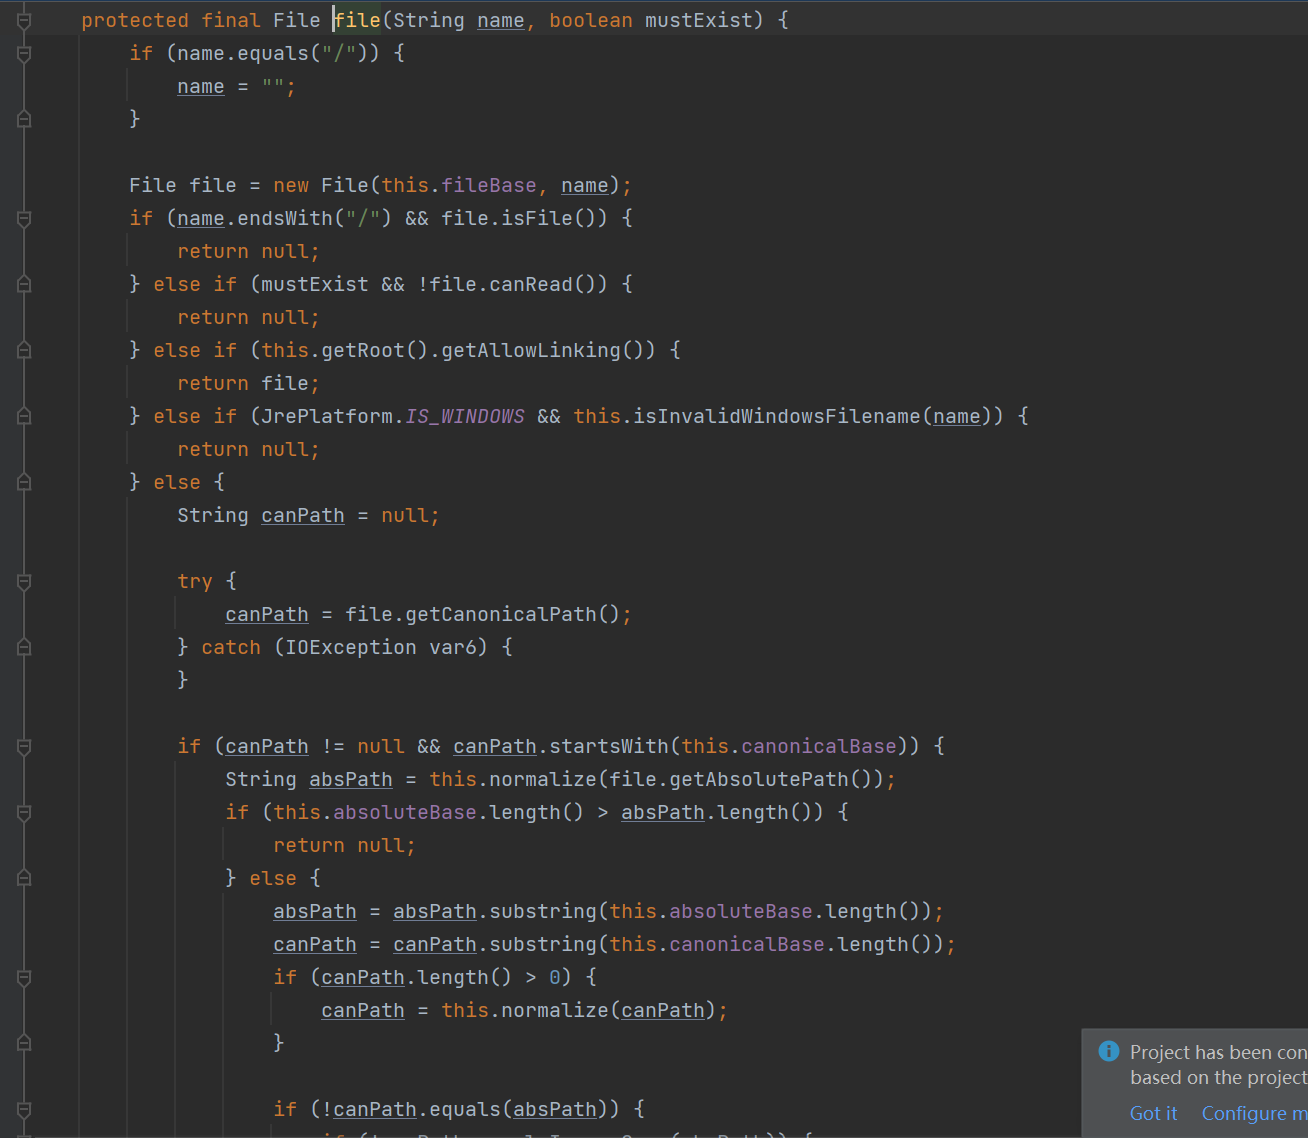 protected final File file(String name, boolean mustExist) {
if (name.equals("/")) {
name = "";
}
File file = new File(this.fileBase, name);
if (name.endsWith("/") && file.isFile()) {
return null;
} else if (mustExist && !file.canRead()) {
return null;
} else if (this.getRoot().getAllowLinking()) {
return file;
} else if (JrePlatform.IS_WINDOWS && this.isInvalidWindowsFilename(name)) {
return null;
} else {
String canPath = null;
try {
canPath = file.getCanonicalPath();
} catch (IOException var6) {
}
if (canPath != null && canPath.startsWith(this.canonicalBase)) {
String absPath = this.normalize(file.getAbsolutePath());
if (this.absoluteBase.length() > absPath.length()) {
return null;
} else {
absPath = absPath.substring(this.absoluteBase.length());
canPath = canPath.substring(this.canonicalBase.length());
if (canPath.length() > 0) {
canPath = this.normalize(canPath);
}
if (!canPath.equals(absPath)) {
Project has been con
based on the project
Got it Configure m